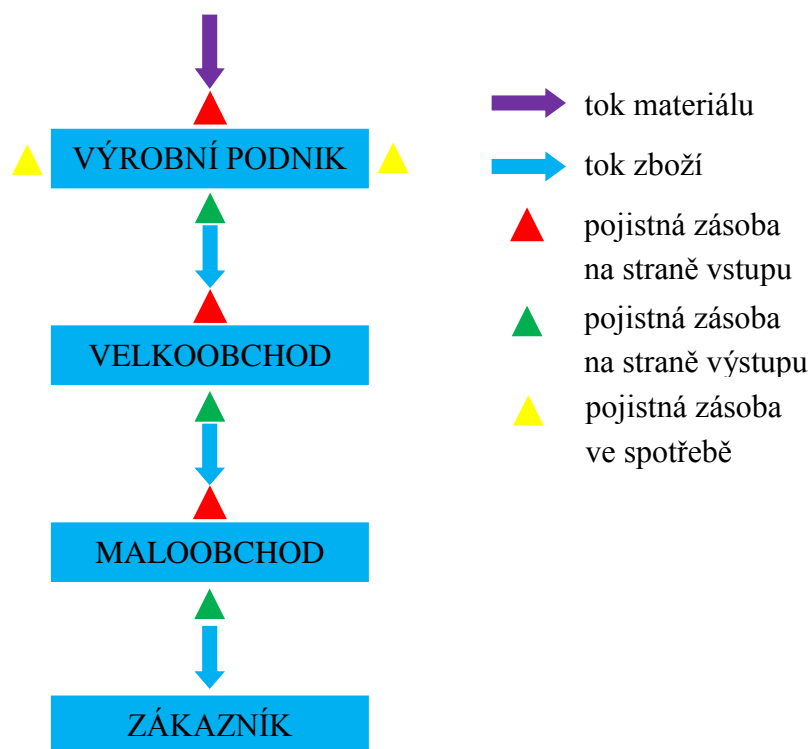 VÝROBNÍ PODNIK
VELKOOBCHOD
MALOOBCHOD
ZÁKAZNÍK
tok materiálu
tok zboží
pojistná zásoba
na straně vstupu
pojistná zásoba
na straně výstupu
pojistná zásoba
ve spotřebě